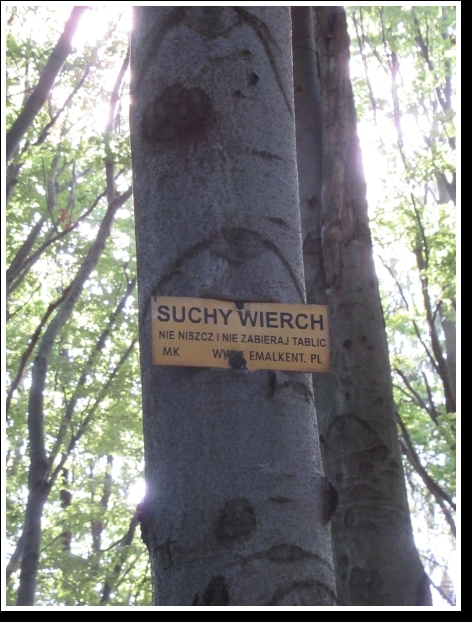 SUCHY WIERCH
NIE NISZCZ I NIE ZABIERAJ TABLIC
MK WWW. EMALKENT. PL